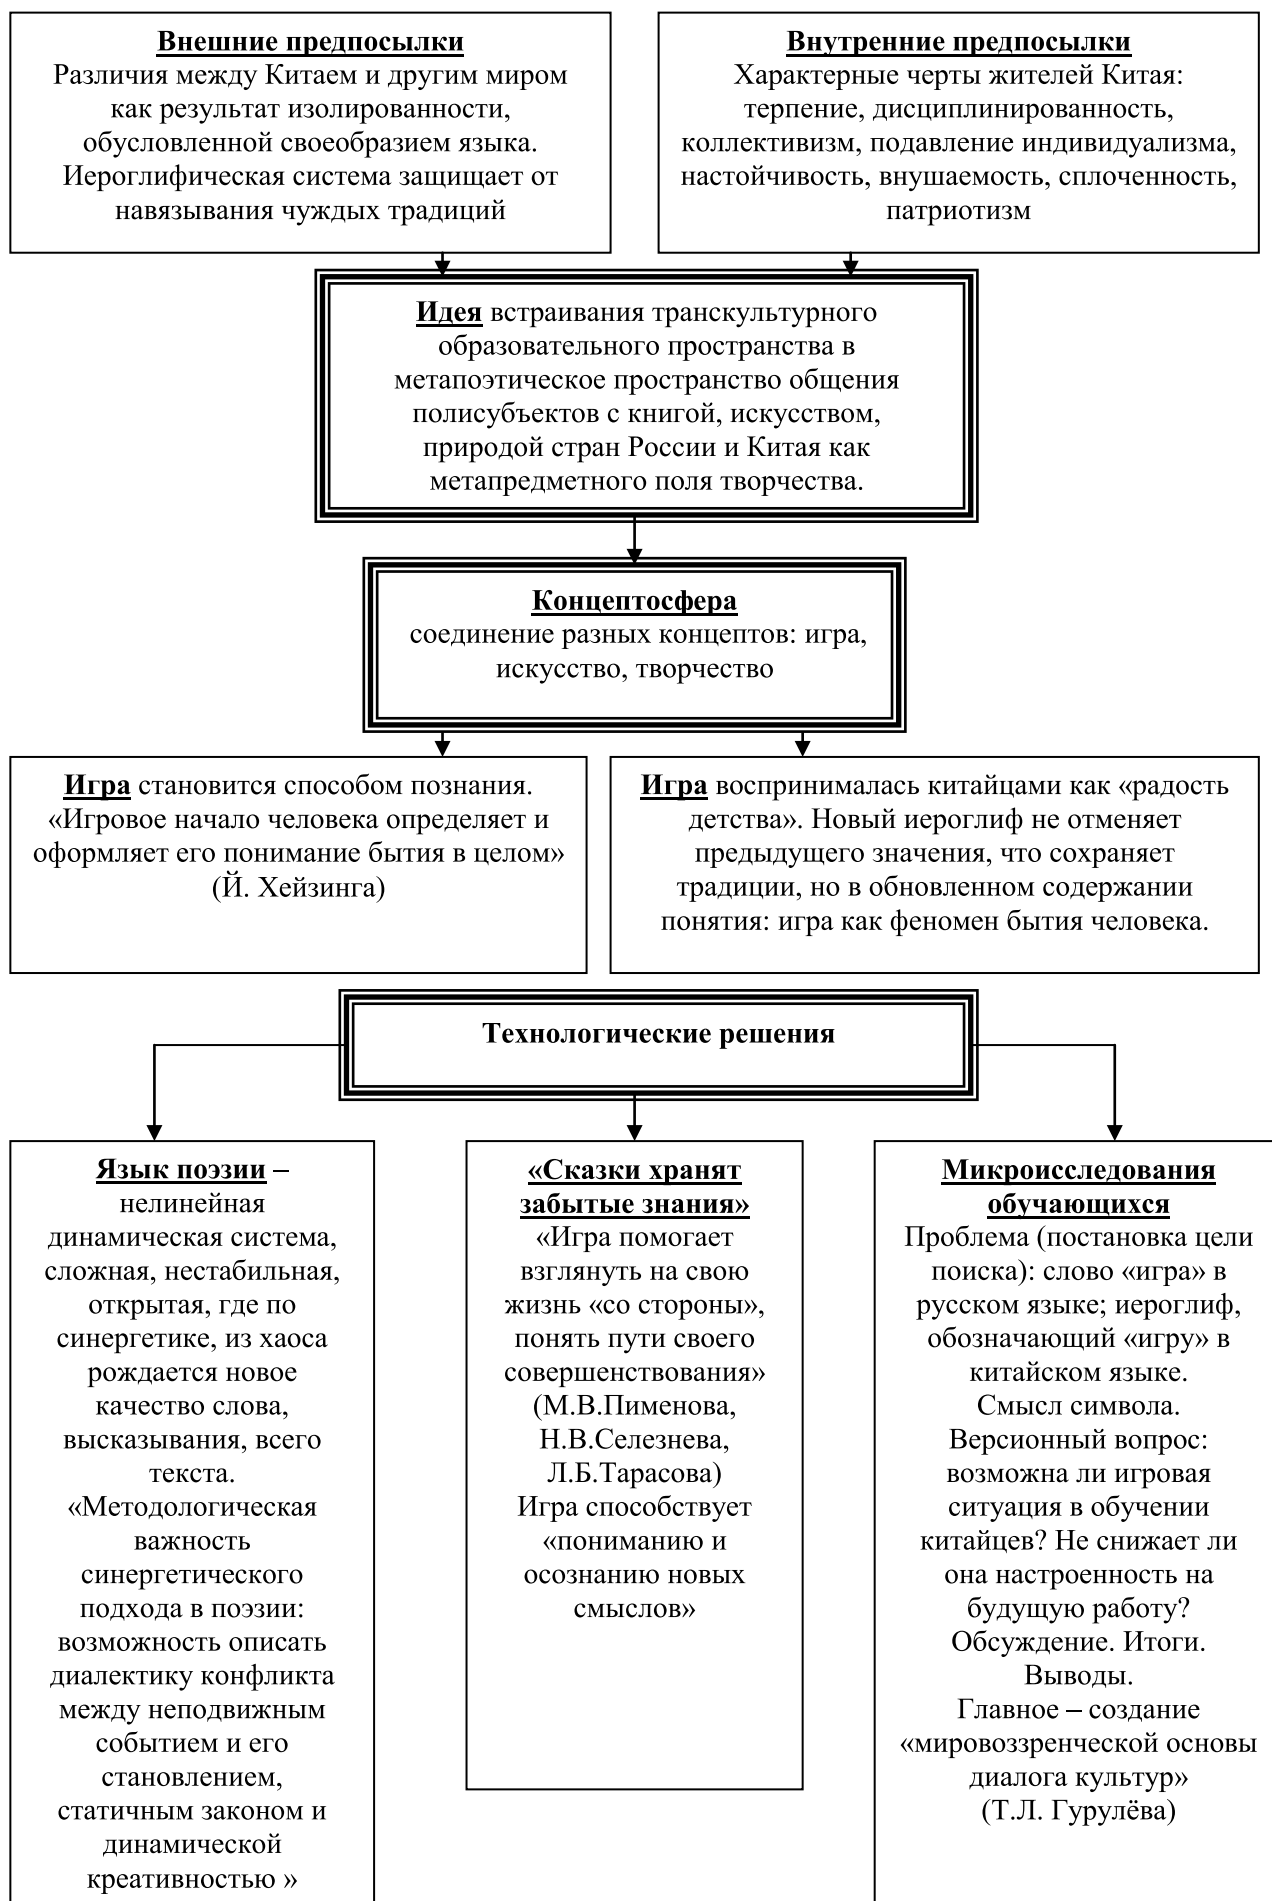 Внешние предпосылки
Различия между Китаем и другим миром
как результат изолированности,
обусловленной своеобразием языка.
Иероглифическая система защищает от
навязывания чуждых традиций
Внутренние предпосылки
Характерные черты жителей Китая:
терпение, дисциплинированность,
коллективизм, подавление индивидуализма,
настойчивость, внушаемость, сплоченность,
патриотизм
Идея встраивания транскультурного
образовательного пространства в
метапоэтическое пространство общения
полисубъектов с книгой, искусством,
природой стран России и Китая как
метапредметного поля творчества.
Концептосфера
соединение разных концептов: игра,
искусство, творчество
Игра становится способом познания.
«Игровое начало человека определяет и
оформляет его понимание бытия в целом»
(Й. Хейзинга)
Игра воспринималась китайцами как «радость
детства». Новый иероглиф не отменяет
предыдущего значения, что сохраняет
традиции, но в обновленном содержании
понятия: игра как феномен бытия человека.
Технологические решения
Язык поэзии –
нелинейная
динамическая система,
сложная, нестабильная,
открытая, где по
синергетике, из хаоса
рождается новое
качество слова,
высказывания, всего
текста.
«Методологическая
важность
синергетического
подхода в поэзии:
возможность описать
диалектику конфликта
между неподвижным
событием и его
становлением,
статичным законом и
динамической
креативностью »
«Сказки хранят
забытые знания»
«Игра помогает
взглянуть на свою
жизнь «со стороны»,
понять пути своего
совершенствования»
(М.В.Пименова,
Н.В.Селезнева,
Л.Б.Тарасова)
Игра способствует
«пониманию и
осознанию новых
смыслов»
Микроисследования
обучающихся
Проблема (постановка цели
поиска): слово «игра» в
русском языке; иероглиф,
обозначающий «игру» в
китайском языке.
Смысл символа.
Версионный вопрос:
возможна ли игровая
ситуация в обучении
китайцев? Не снижает ли
она настроенность на
будущую работу?
Обсуждение. Итоги.
Выводы.
Главное – создание
«мировоззренческой основы
диалога культур»
(Т.Л. Гурулёва)